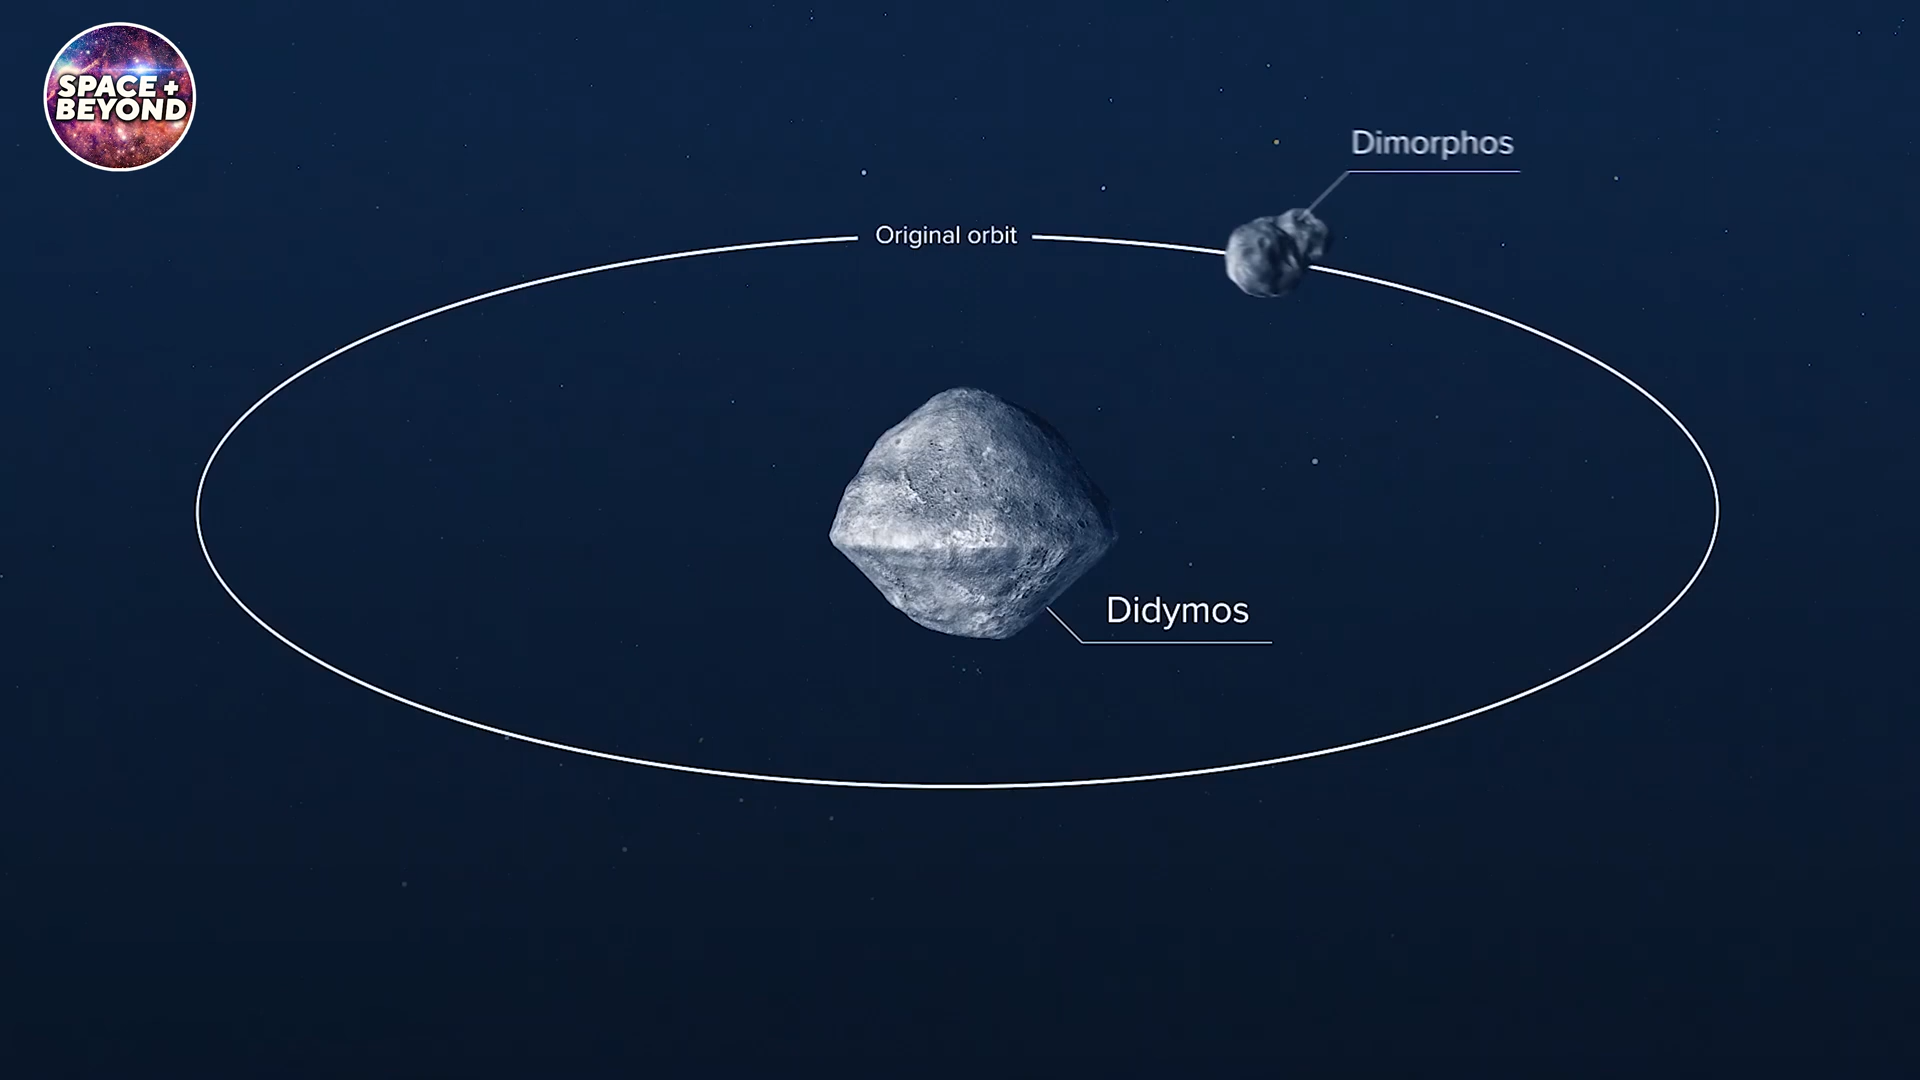 SPACE +
BEYOND
Dimorphos
Original orbit
Didymos